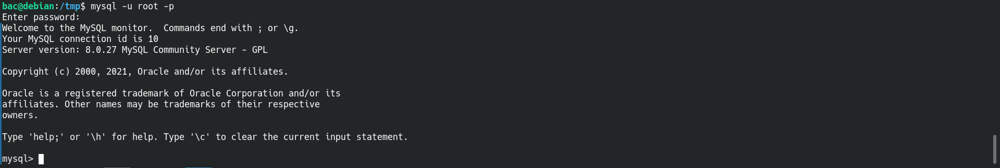 bac@debian:/tmp$ mysql -u root -p
Enter password:
Welcome to the MySQL monitor.  Commands end with ; or \g.
Your MySQL connection id is 10
Server version: 8.0.27 MySQL Community Server - GPL
Copyright (c) 2000, 2021, Oracle and/or its affiliates.
Oracle is a registered trademark of Oracle Corporation and/or its
affiliates. Other names may be trademarks of their respective
owners.
Type 'help;' or '\h' for help. Type '\c' to clear the current input statement.
mysql>